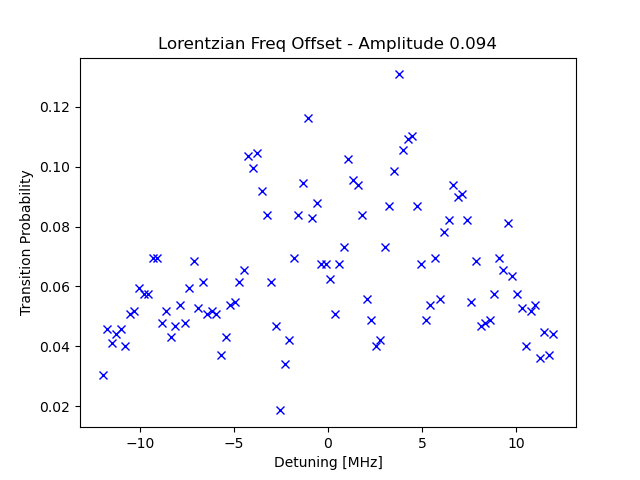 Lorentzian Freq Offset - Amplitude 0.094
Transition Probability
0.12
0.10
0.08
0.06
0.04
0.02
−10 −5 0 5 10
Detuning [MHz]